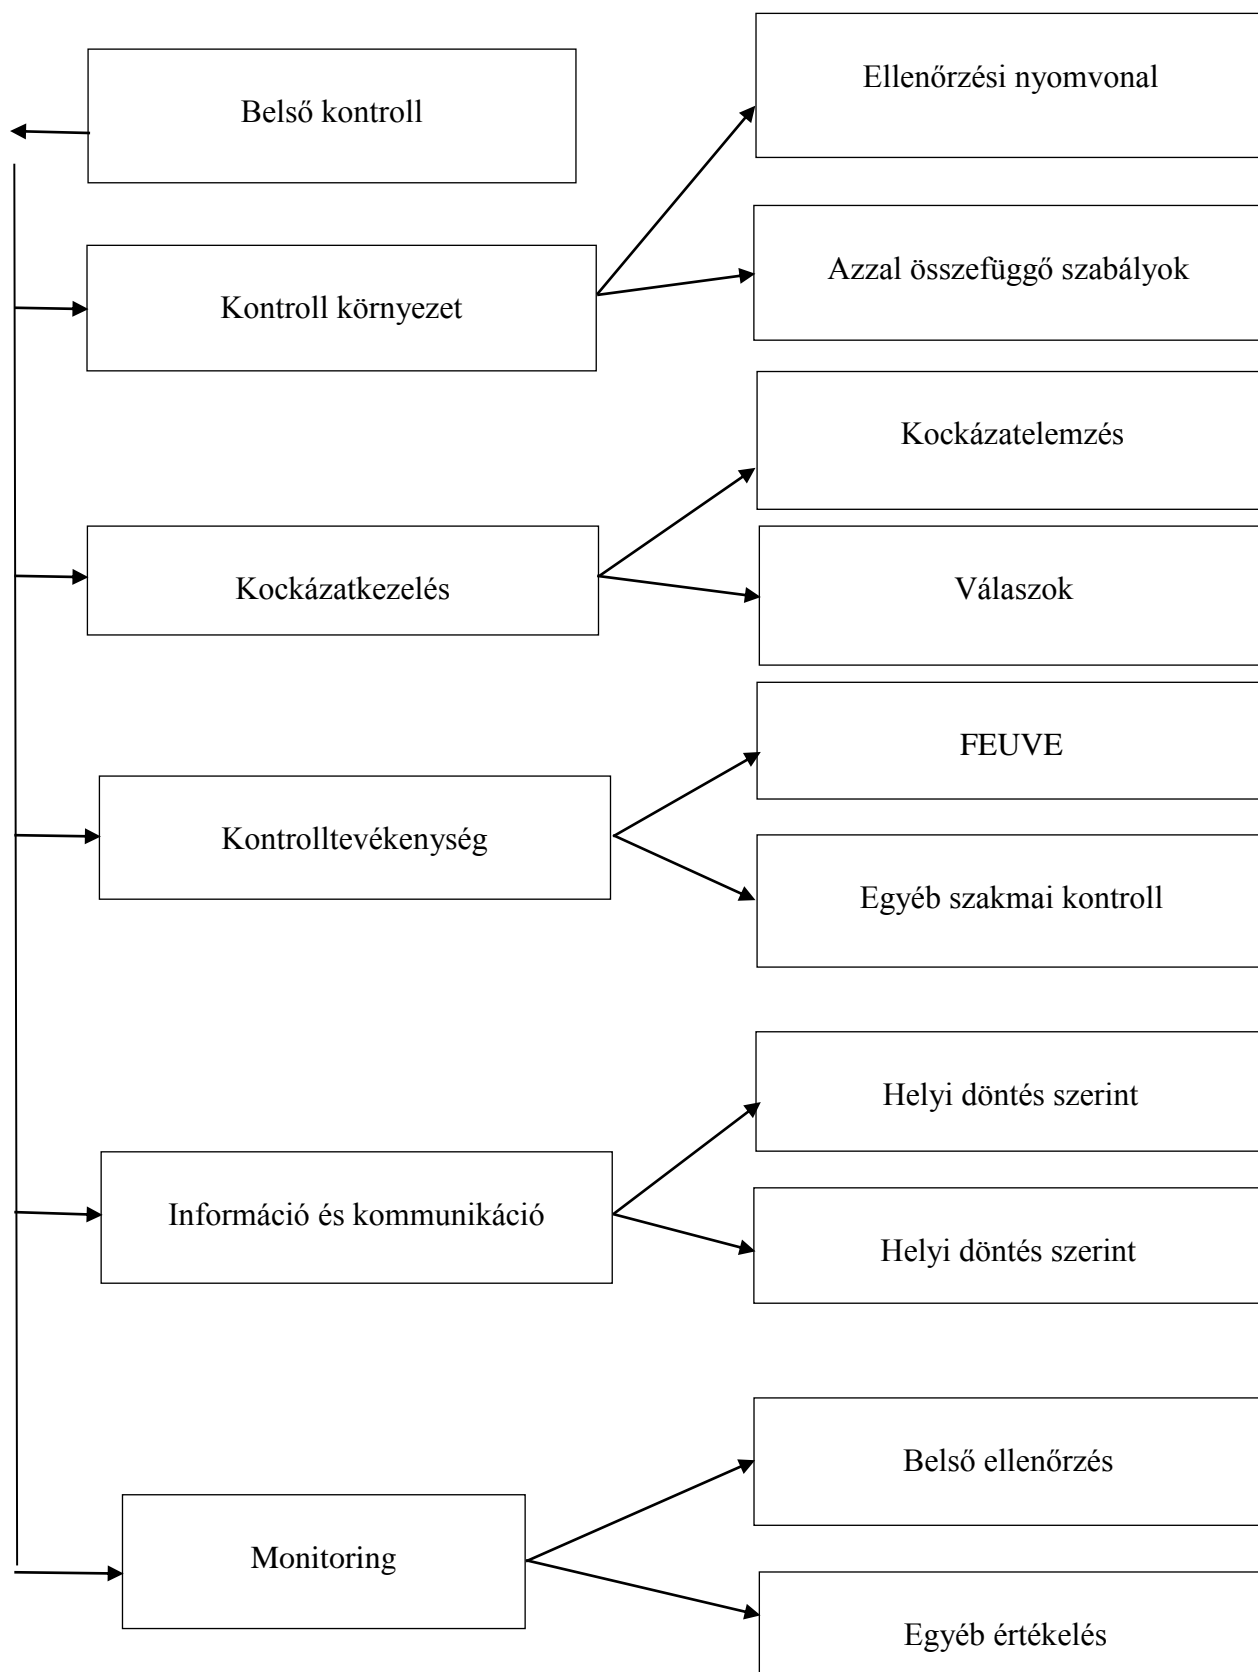 Belső kontroll
Ellenőrzési nyomvonal
Kontroll környezet
Azzal összefüggő szabályok
Kockázatkezelés
Kockázatelemzés
Válaszok
Kontrolltevékenység
FEUVE
Egyéb szakmai kontroll
Információ és kommunikáció
Helyi döntés szerint
Helyi döntés szerint
Monitoring
Belső ellenőrzés
Egyéb értékelés